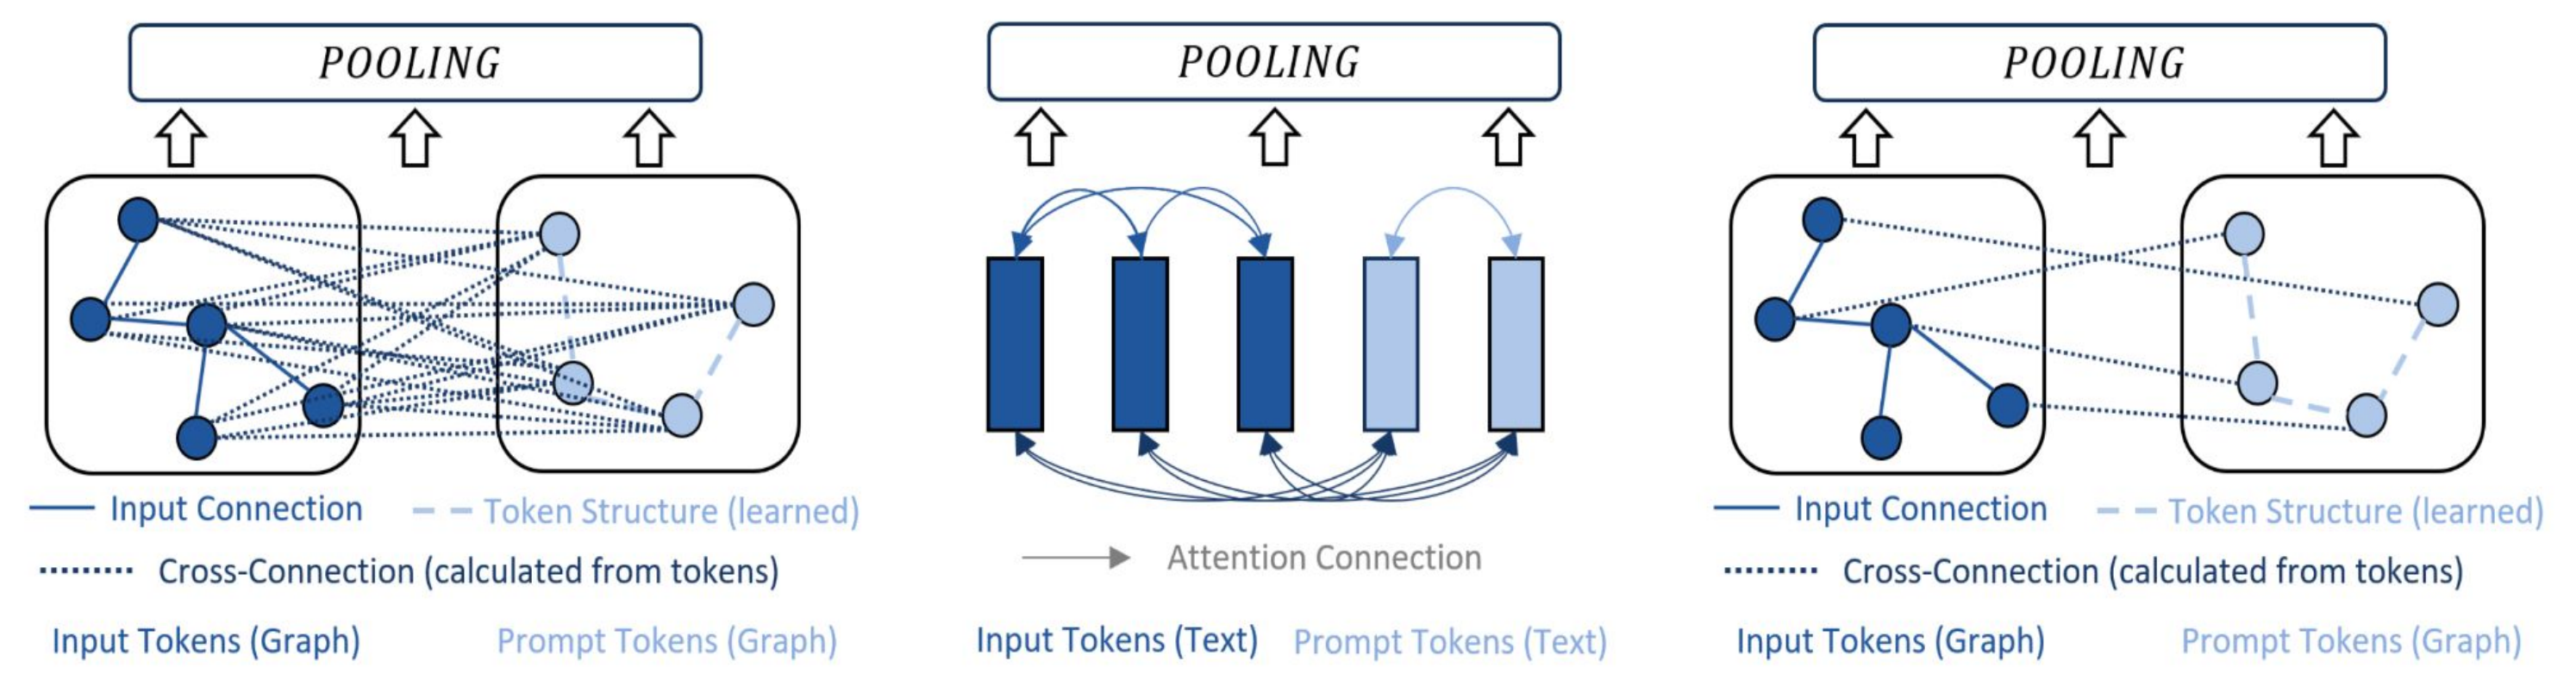 POOLING
Input Connection
Token Structure (learned)
Cross-Connection (calculated from tokens)
Input Tokens (Graph)
Prompt Tokens (Graph)
POOLING
Attention Connection
Input Tokens (Text)
Prompt Tokens (Text)
POOLING
Input Connection
Token Structure (learned)
Cross-Connection (calculated from tokens)
Input Tokens (Graph)
Prompt Tokens (Graph)